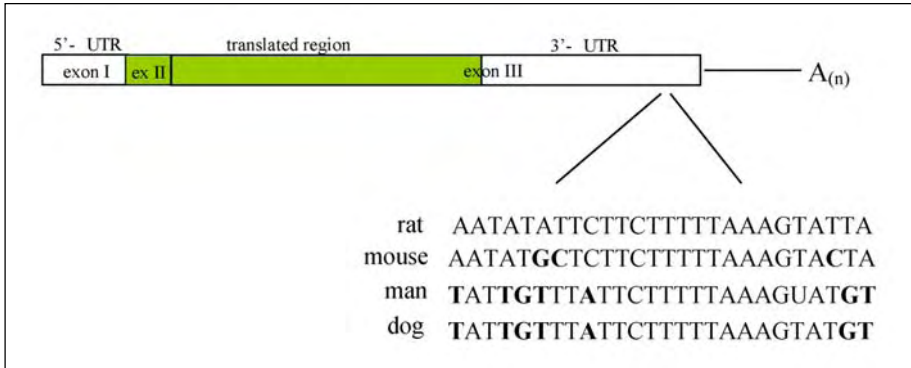 5’- UTR translated region 3’- UTR
exon I ex II exon III A(n)
rat AATATATTCTTCTTTTTAAAGTATTA
mouse AATATGCTCTTCTTTTTAAAGTACTA
man TATTGTTTATTCTTTTTAAAGUATGT
dog TATTGTTTATTCTTTTTAAAGTATGT